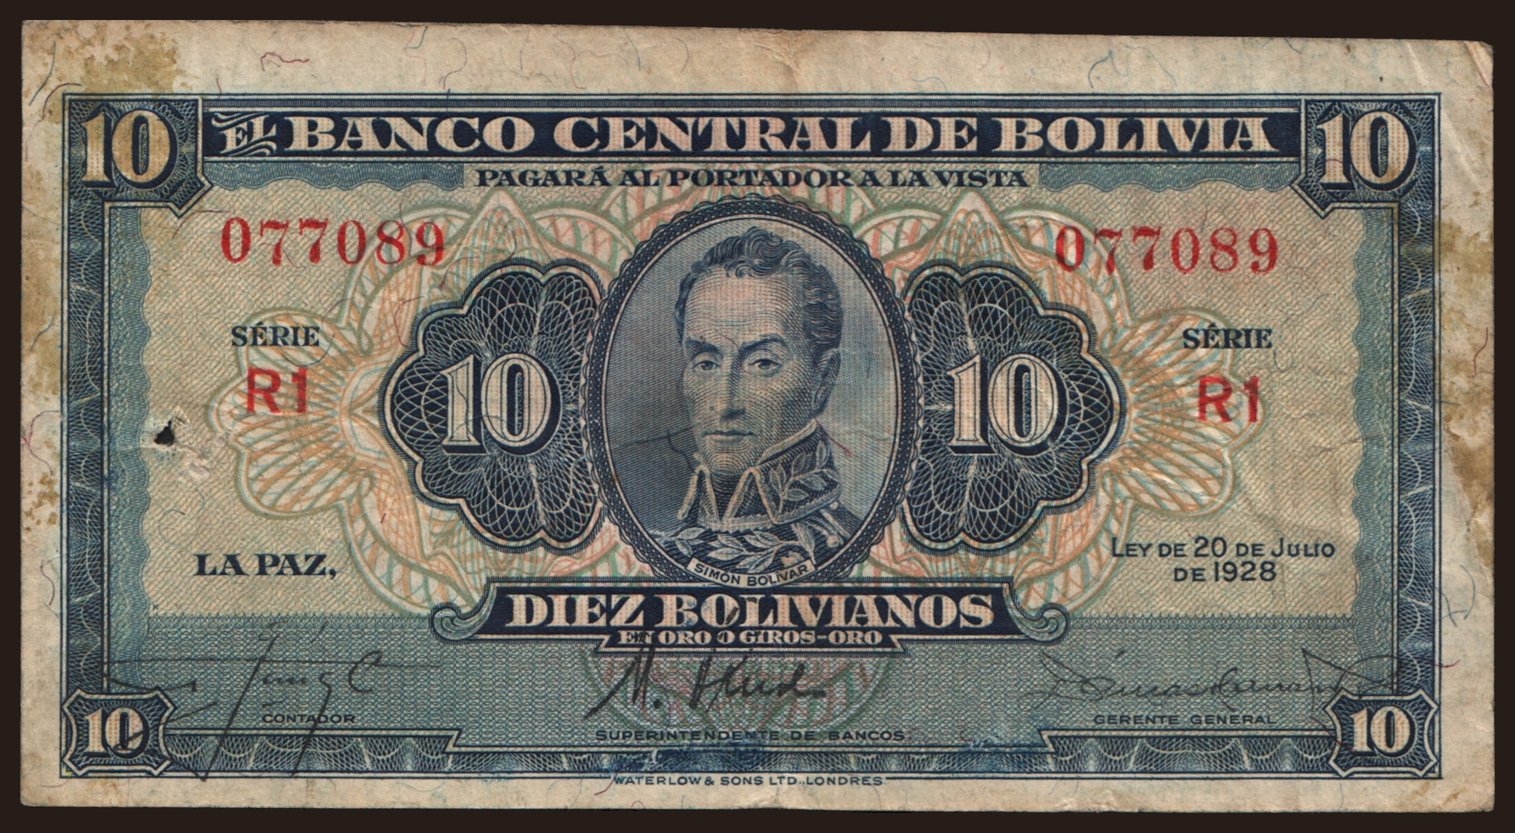 10 EL BANCO CENTRAL DE BOLIVIA 10
PAGARÁ AL PORTADOR A LA VISTA
077089 077089
SÉRIE SÉRIE
R1 R1
10 10
SIMÓN BOLÍVAR
LA PAZ,
LEY DE 20 DE JULIO
DE 1928
DIEZ BOLIVIANOS
EN ORO O GIROS-ORO
CONTADOR
SUPERINTENDENTE DE BANCOS
GERENTE GENERAL
10 10
WATERLOW & SONS LTD., LONDRES